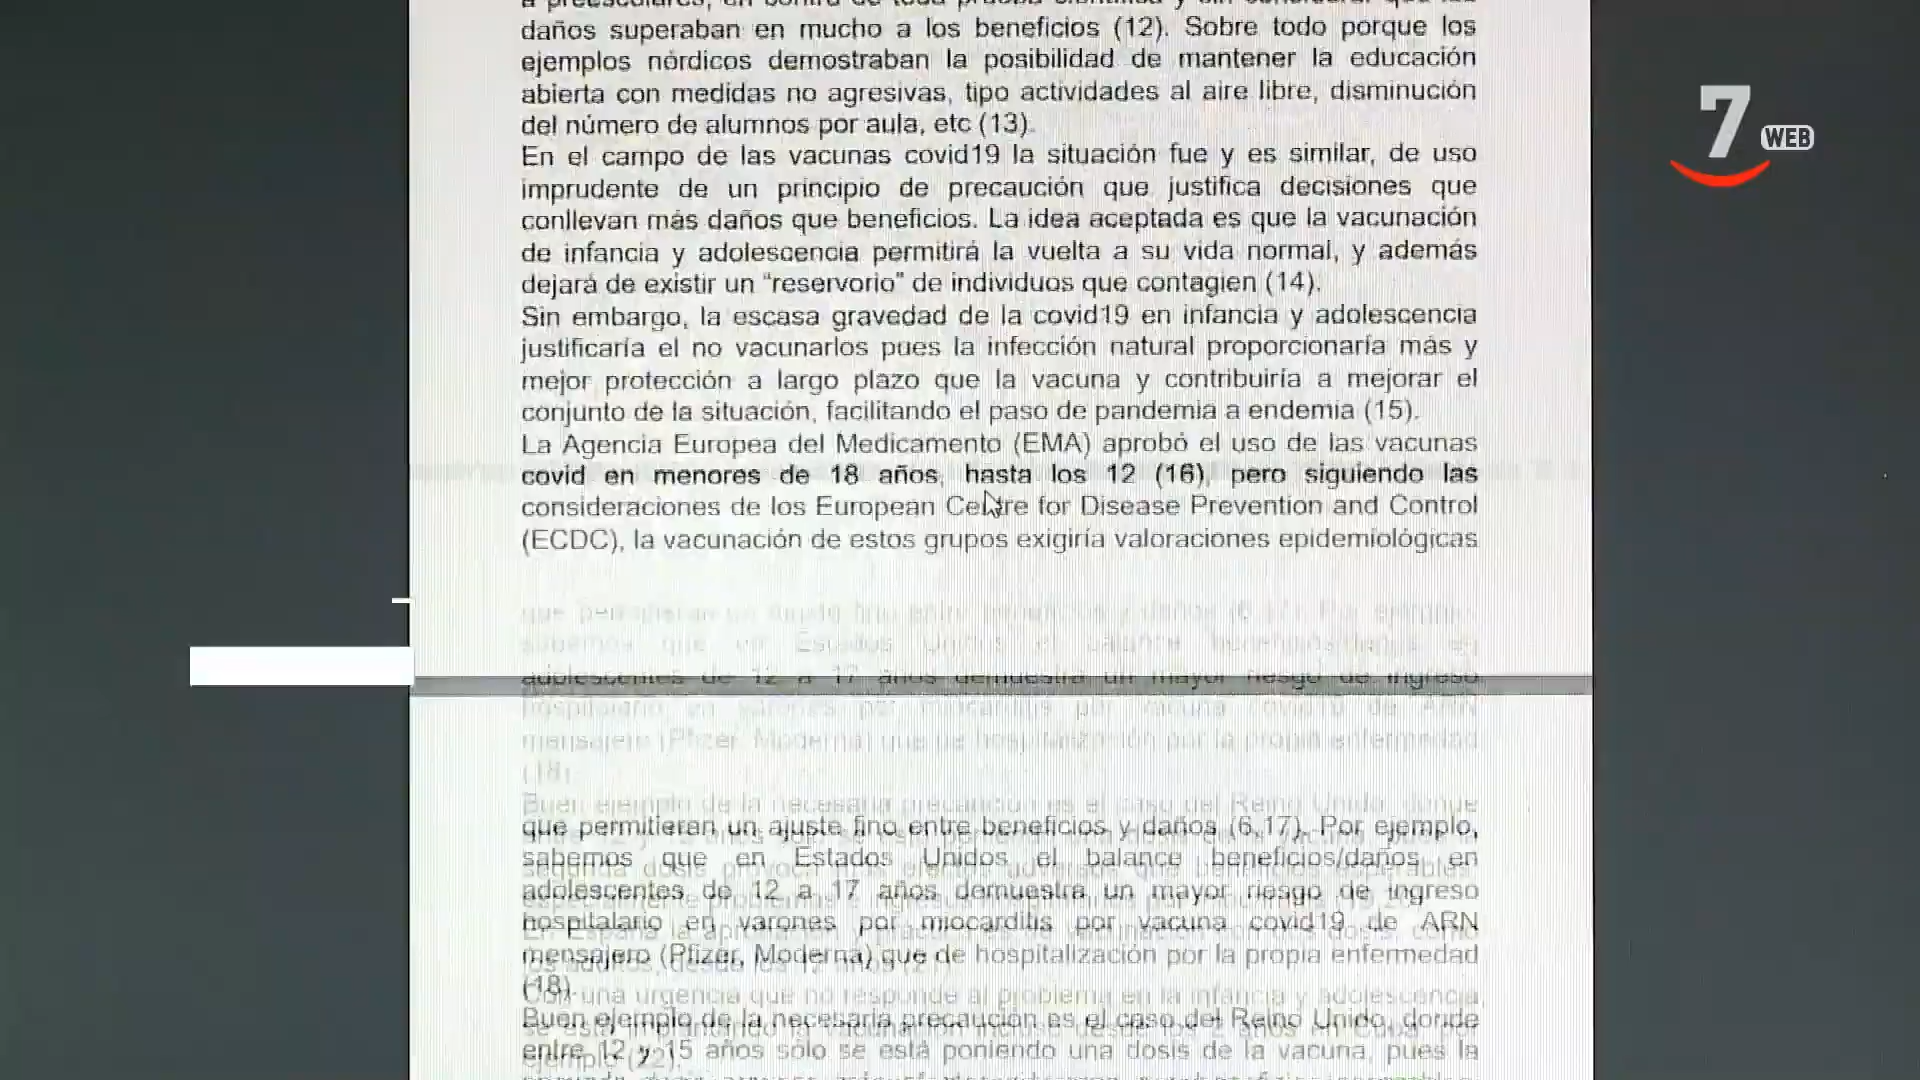 daños superaban en mucho a los beneficios (12). Sobre todo porque los
ejemplos nórdicos demostraban la posibilidad de mantener la educación
abierta con medidas no agresivas, tipo actividades al aire libre, disminución
del número de alumnos por aula, etc (13).
En el campo de las vacunas covid19 la situación fue y es similar, de uso
imprudente de un principio de precaución que justifica decisiones que
conllevan más daños que beneficios. La idea aceptada es que la vacunación
de infancia y adolescencia permitirá la vuelta a su vida normal, y además
dejará de existir un “reservorio” de individuos que contagien (14).
Sin embargo, la escasa gravedad de la covid19 en infancia y adolescencia
justificaría el no vacunarlos pues la infección natural proporcionaría más y
mejor protección a largo plazo que la vacuna y contribuiría a mejorar el
conjunto de la situación, facilitando el paso de pandemia a endemia (15).
La Agencia Europea del Medicamento (EMA) aprobó el uso de las vacunas
covid en menores de 18 años, hasta los 12 (16), pero siguiendo las
consideraciones de los European Centre for Disease Prevention and Control
(ECDC), la vacunación de estos grupos exigiría valoraciones epidemiológicas
que permitieran un ajuste fino entre beneficios y daños (6,17). Por ejemplo,
sabemos que en Estados Unidos el balance beneficios/daños en
adolescentes de 12 a 17 años demuestra un mayor riesgo de ingreso
hospitalario en varones por miocarditis por vacuna covid19 de ARN
mensajero (Pfizer, Moderna) que de hospitalización por la propia enfermedad
(18).
Buen ejemplo de la necesaria precaución es el caso del Reino Unido, donde
entre 12 y 15 años sólo se está poniendo una dosis de la vacuna, pues la
7 WEB